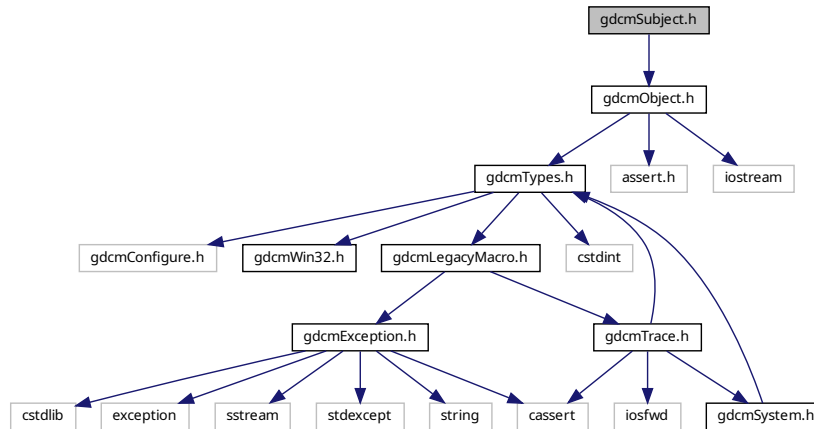 gdcmSubject.h
gdcmObject.h
gdcmTypes.h
assert.h
iostream
gdcmConfigure.h
gdcmWin32.h
gdcmLegacyMacro.h
cstdint
gdcmException.h
gdcmTrace.h
cstdlib
exception
sstream
stdexcept
string
cassert
iosfwd
gdcmSystem.h